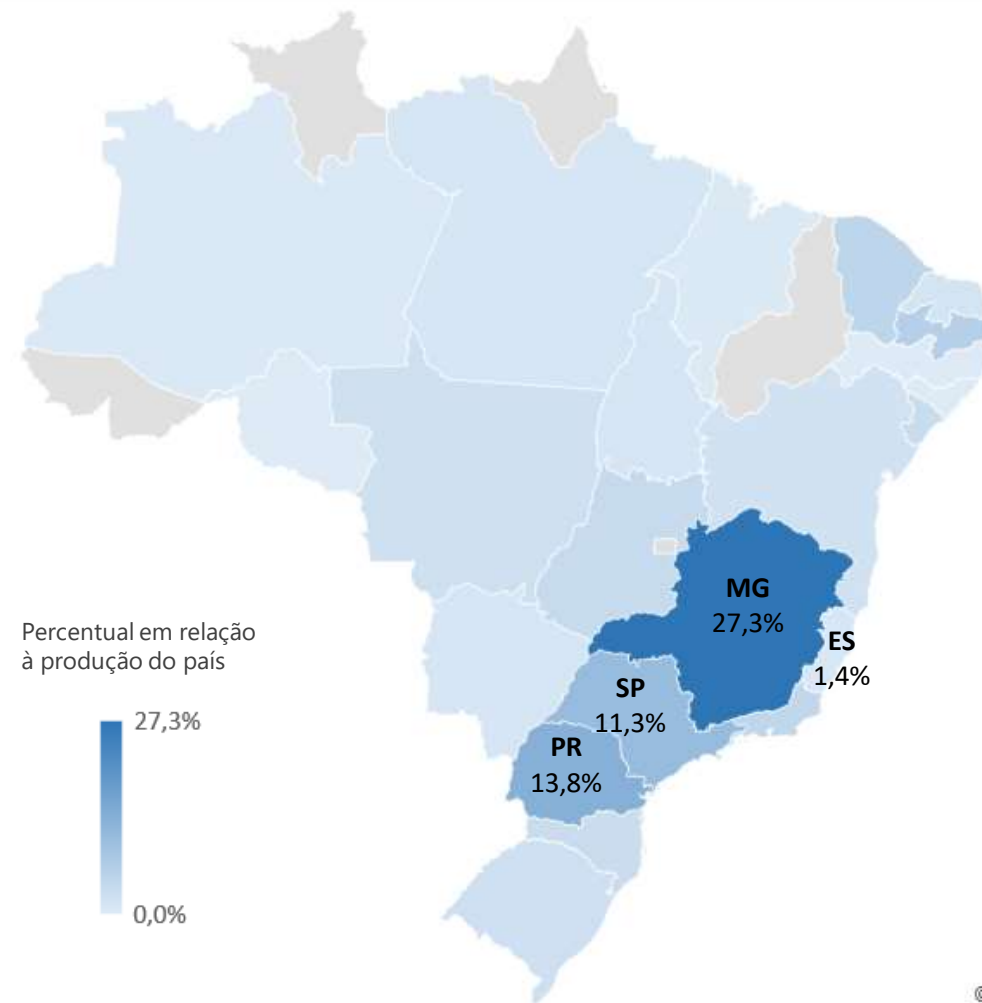 MG
27,3%
ES
1,4%
SP
11,3%
PR
13,8%
Percentual em relação
à produção do país
27,3%
0,0%
©